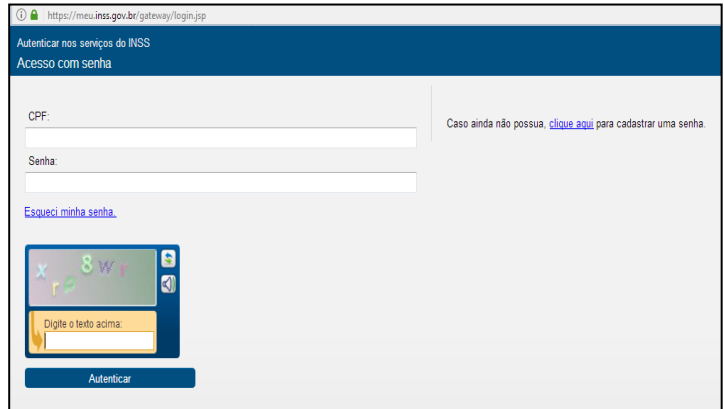 https://meu.inss.gov.br/gateway/login.jsp
Autenticar nos serviços do INSS
Acesso com senha
CPF:
Caso ainda não possua, clique aqui para cadastrar uma senha.
Senha:
Esqueci minha senha.
Digite o texto acima:
Autenticar